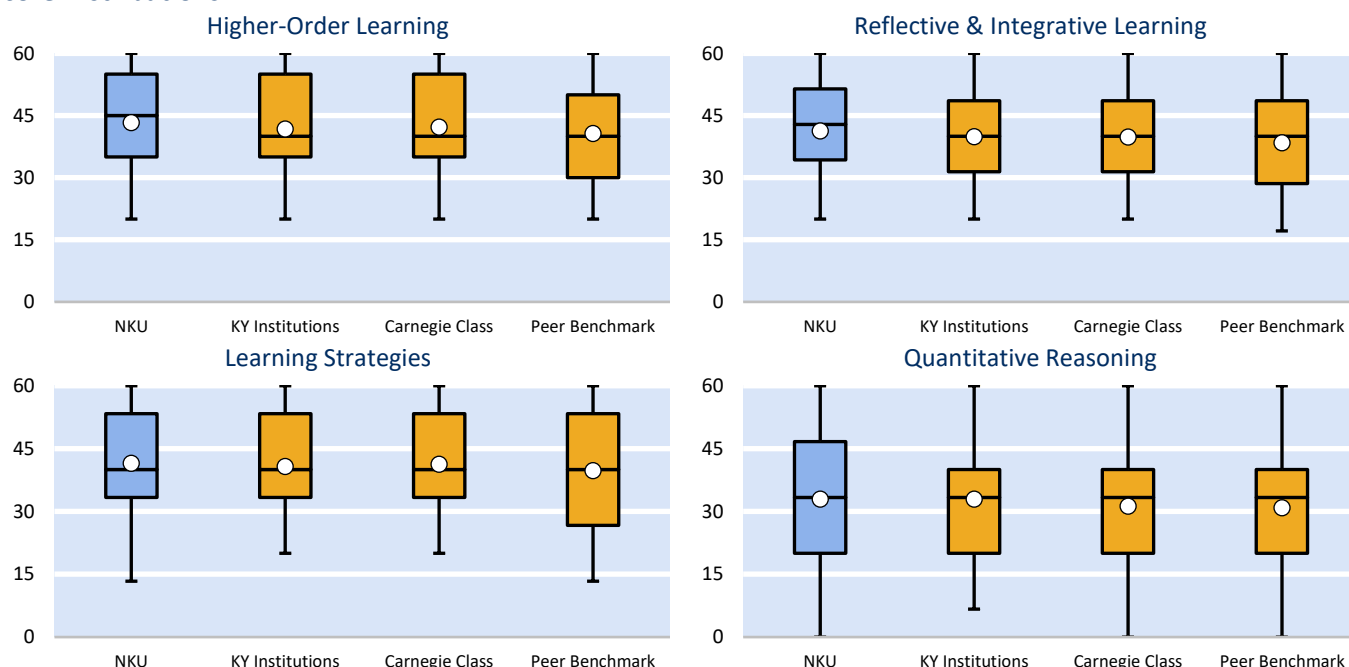 Higher-Order Learning
60
45
30
15
0
NKU KY Institutions Carnegie Class Peer Benchmark
Reflective & Integrative Learning
60
45
30
15
0
NKU KY Institutions Carnegie Class Peer Benchmark
Learning Strategies
60
45
30
15
0
NKU KY Institutions Carnegie Class Peer Benchmark
Quantitative Reasoning
60
45
30
15
0
NKU KY Institutions Carnegie Class Peer Benchmark